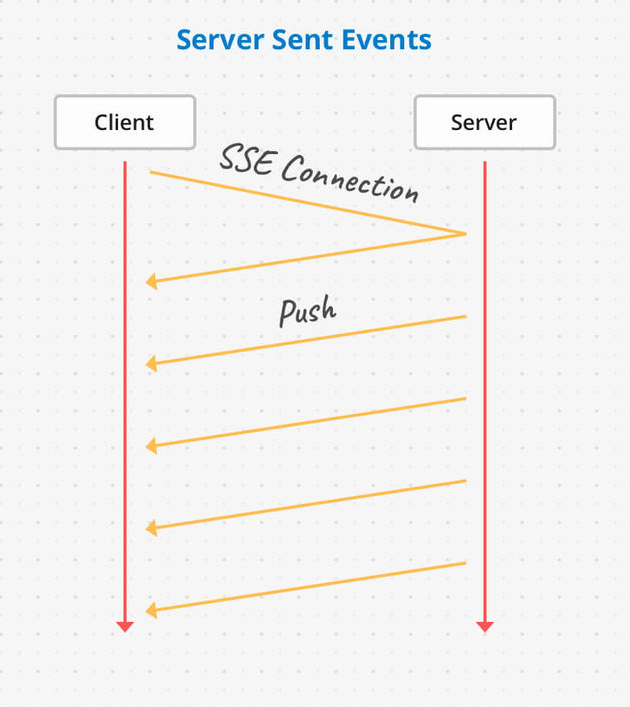 Server Sent Events
Client
Server
SSE Connection
Push